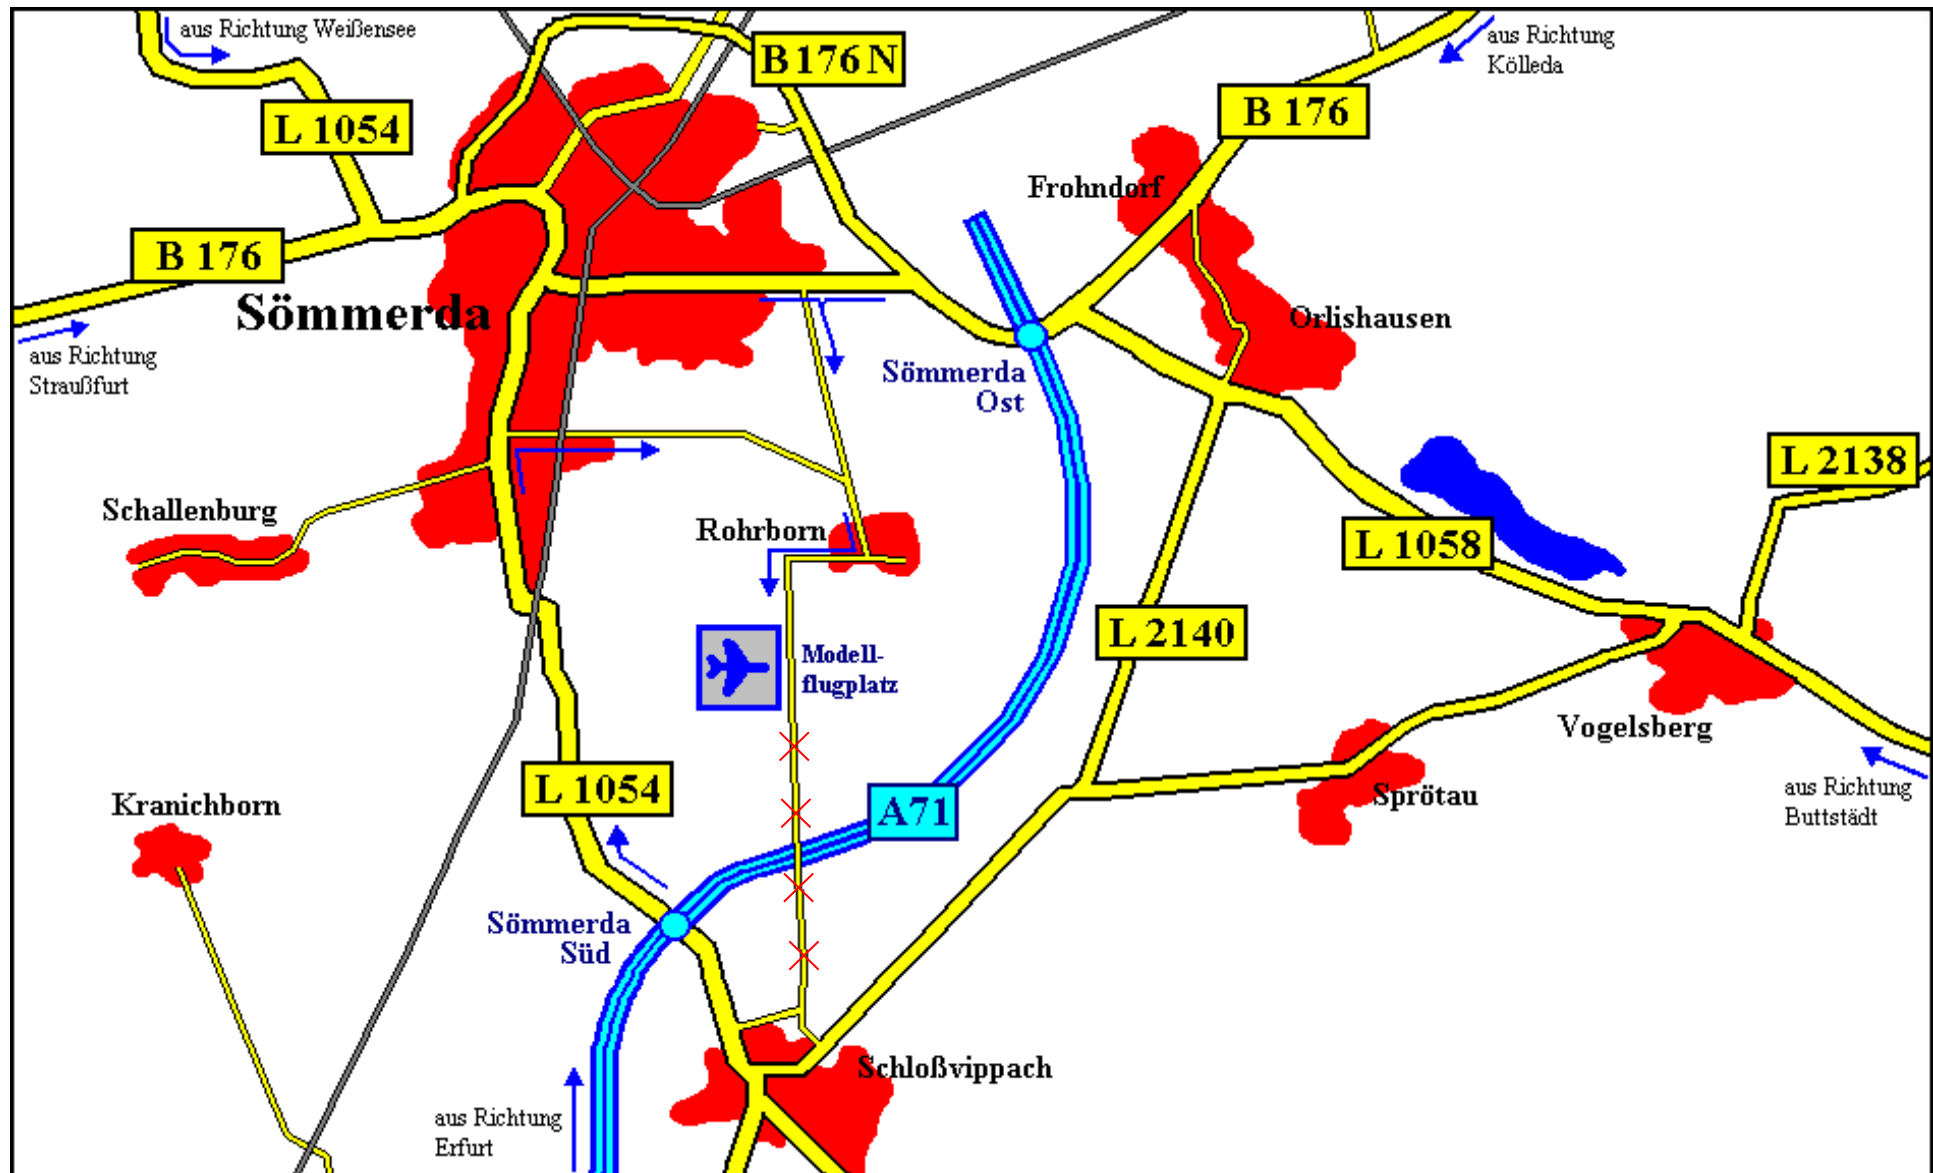 aus Richtung Weißensee
B 176 N
aus Richtung
Kölleda
L 1054
B 176
Frohndorf
B 176
Sömmerda
Orlishausen
aus Richtung
Straußfurt
Sömmerda
Ost
L 2138
Schallenburg
Rohrborn
L 1058
L 2140
Modell-
flugplatz
Vogelsberg
L 1054
A71
Sprötau
aus Richtung
Buttstädt
Kranichborn
Sömmerda
Süd
Schloßvippach
aus Richtung
Erfurt